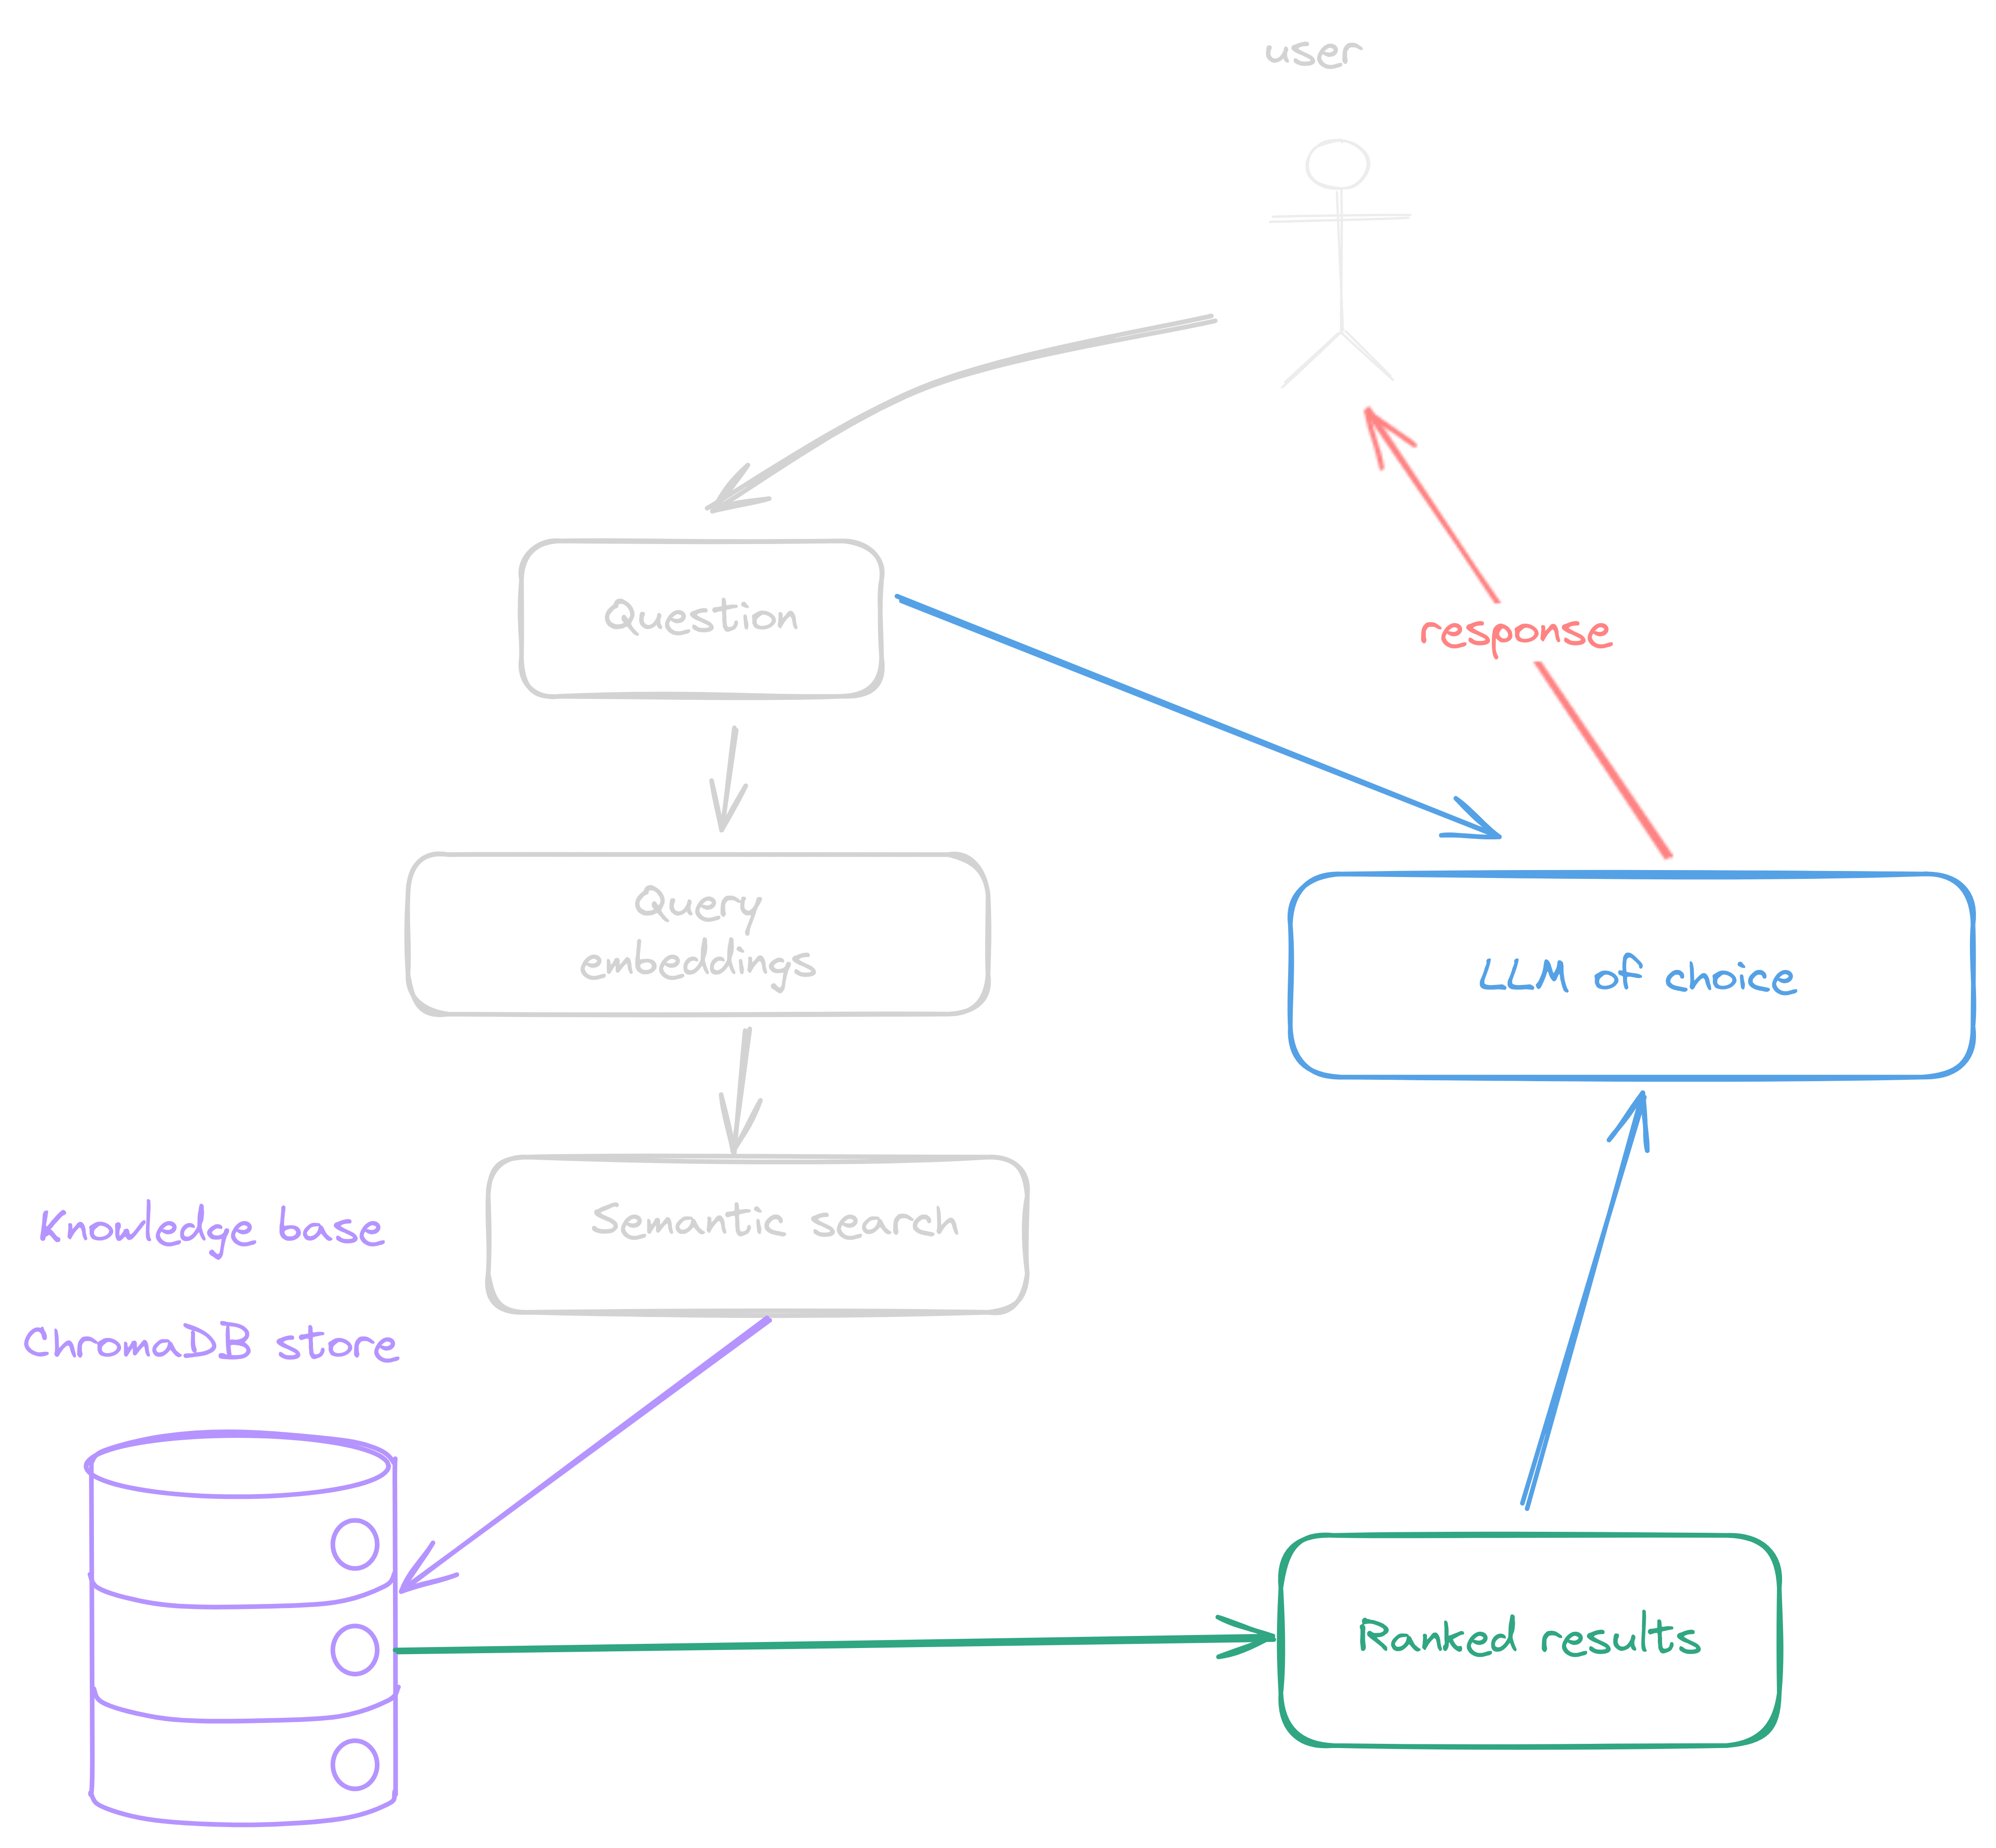 user
Question
response
Query
embeddings
LLM of choice
Semantic search
Knowledge base
ChromaDB store
Ranked results